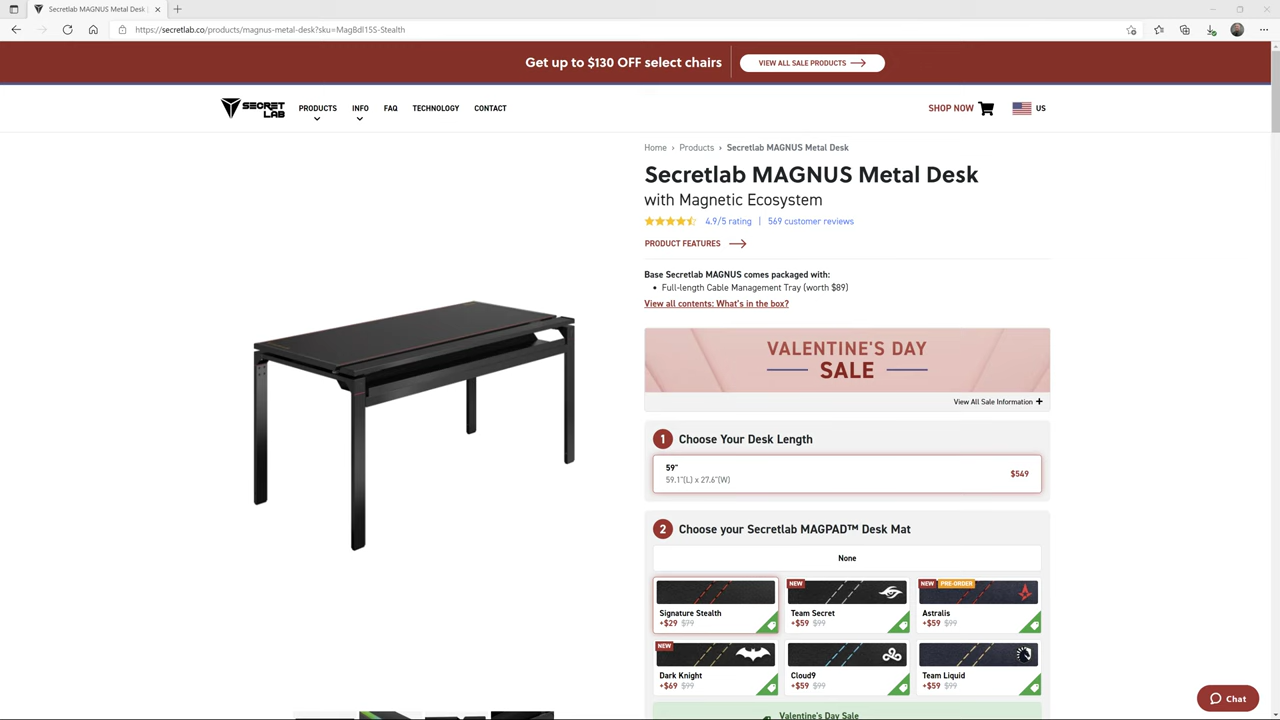 Secretlab MAGNUS Metal Desk |
https://secretlab.co/products/magnus-metal-desk?sku=MagBdl15S-Stealth
Get up to $130 OFF select chairs
VIEW ALL SALE PRODUCTS
SECRET LAB
PRODUCTS
INFO
FAQ
TECHNOLOGY
CONTACT
SHOP NOW
US
Home › Products › Secretlab MAGNUS Metal Desk
Secretlab MAGNUS Metal Desk
with Magnetic Ecosystem
4.9/5 rating | 569 customer reviews
PRODUCT FEATURES
Base Secretlab MAGNUS comes packaged with:
• Full-length Cable Management Tray (worth $89)
View all contents: What's in the box?
VALENTINE'S DAY
SALE
View All Sale Information +
1 Choose Your Desk Length
59"
59.1"(L) x 27.6"(W)
$549
2 Choose your Secretlab MAGPAD™ Desk Mat
None
Signature Stealth
+$29 $79
NEW
Team Secret
+$59 $99
NEW PRE-ORDER
Astralis
+$59 $99
NEW
Dark Knight
+$69 $99
Cloud9
+$59 $99
Team Liquid
+$59 $99
Valentine's Day Sale
Chat